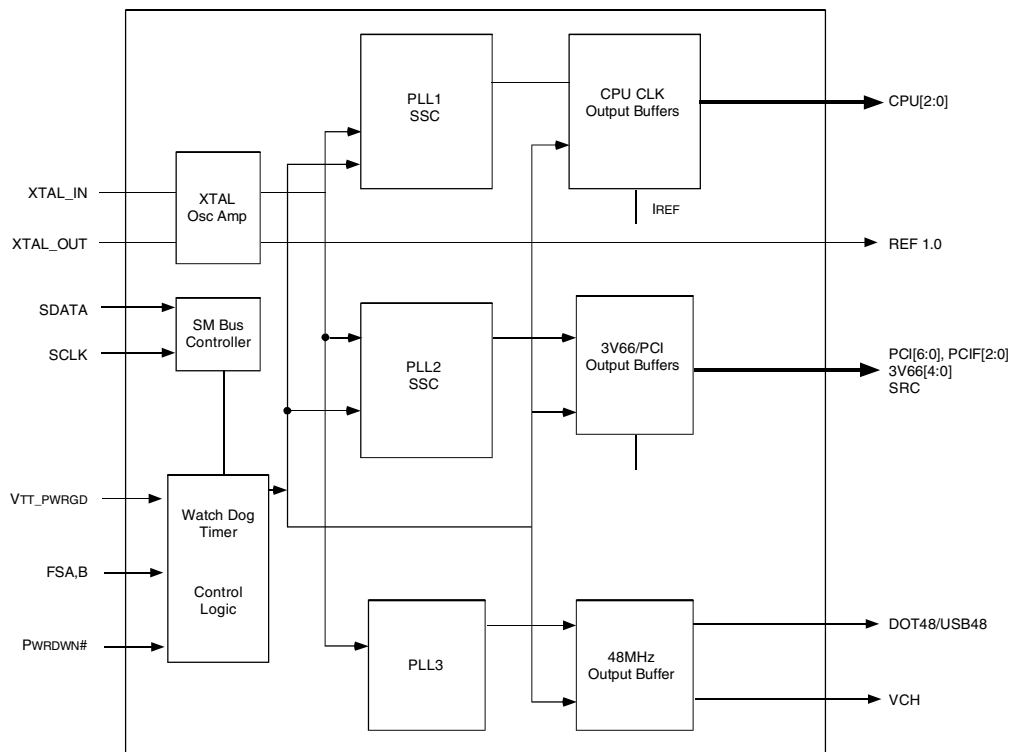 PLL1
SSC
CPU CLK
Output Buffers
CPU[2:0]
XTAL_IN
XTAL
Osc Amp
IREF
XTAL_OUT
REF 1.0
SDATA
SM Bus
Controller
SCLK
PLL2
SSC
3V66/PCI
Output Buffers
PCI[6:0], PCIF[2:0]
3V66[4:0]
SRC
VTT_PWRGD
Watch Dog
Timer
FSA,B
Control
Logic
PWRDWN#
PLL3
48MHz
Output Buffer
DOT48/USB48
VCH